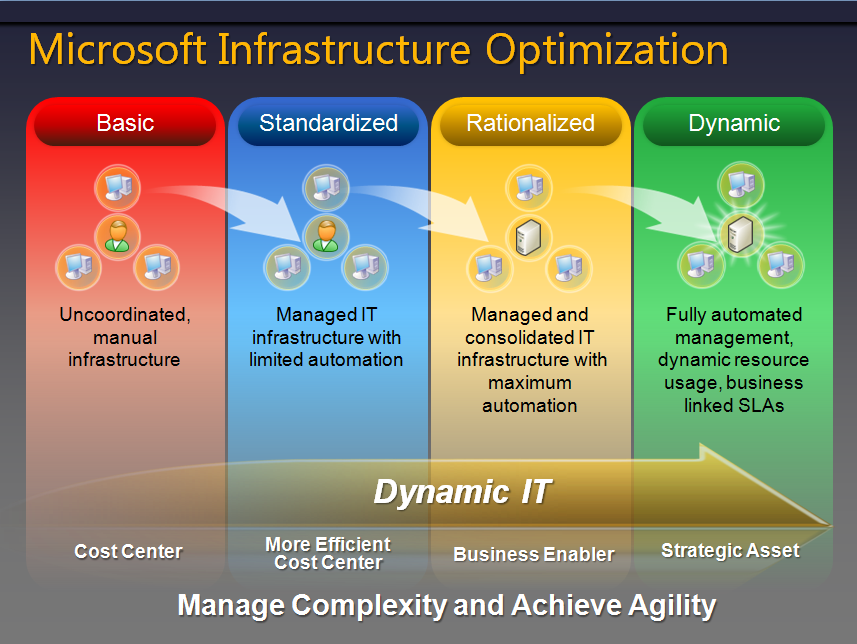 Microsoft Infrastructure Optimization
Basic
Standardized
Rationalized
Dynamic
Uncoordinated,
manual
infrastructure
Managed IT
infrastructure with
limited automation
Managed and
consolidated IT
infrastructure with
maximum
automation
Fully automated
management,
dynamic resource
usage, business
linked SLAs
Dynamic IT
Cost Center
More Efficient
Cost Center
Business Enabler
Strategic Asset
Manage Complexity and Achieve Agility